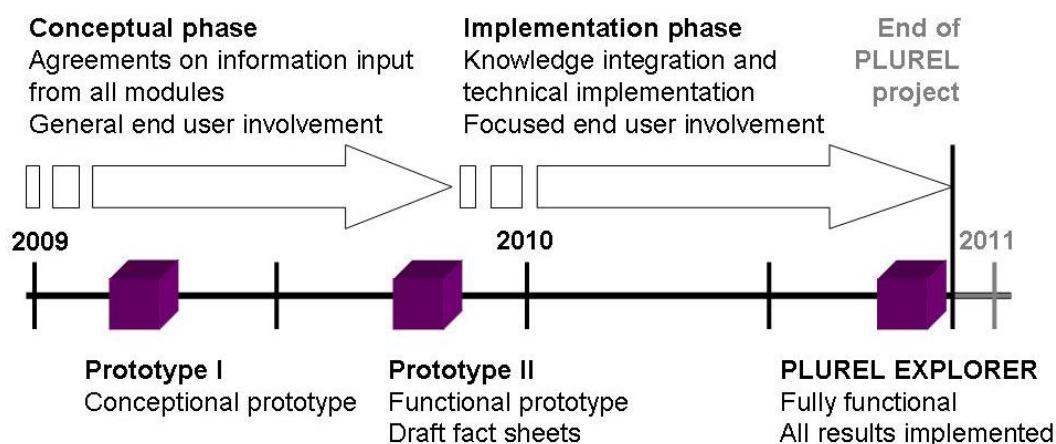 Conceptual phase
Agreements on information input
from all modules
General end user involvement
Implementation phase
Knowledge integration and
technical implementation
Focused end user involvement
End of
PLUREL
project
2009
2010
2011
Prototype I
Conceptional prototype
Prototype II
Functional prototype
Draft fact sheets
PLUREL EXPLORER
Fully functional
All results implemented